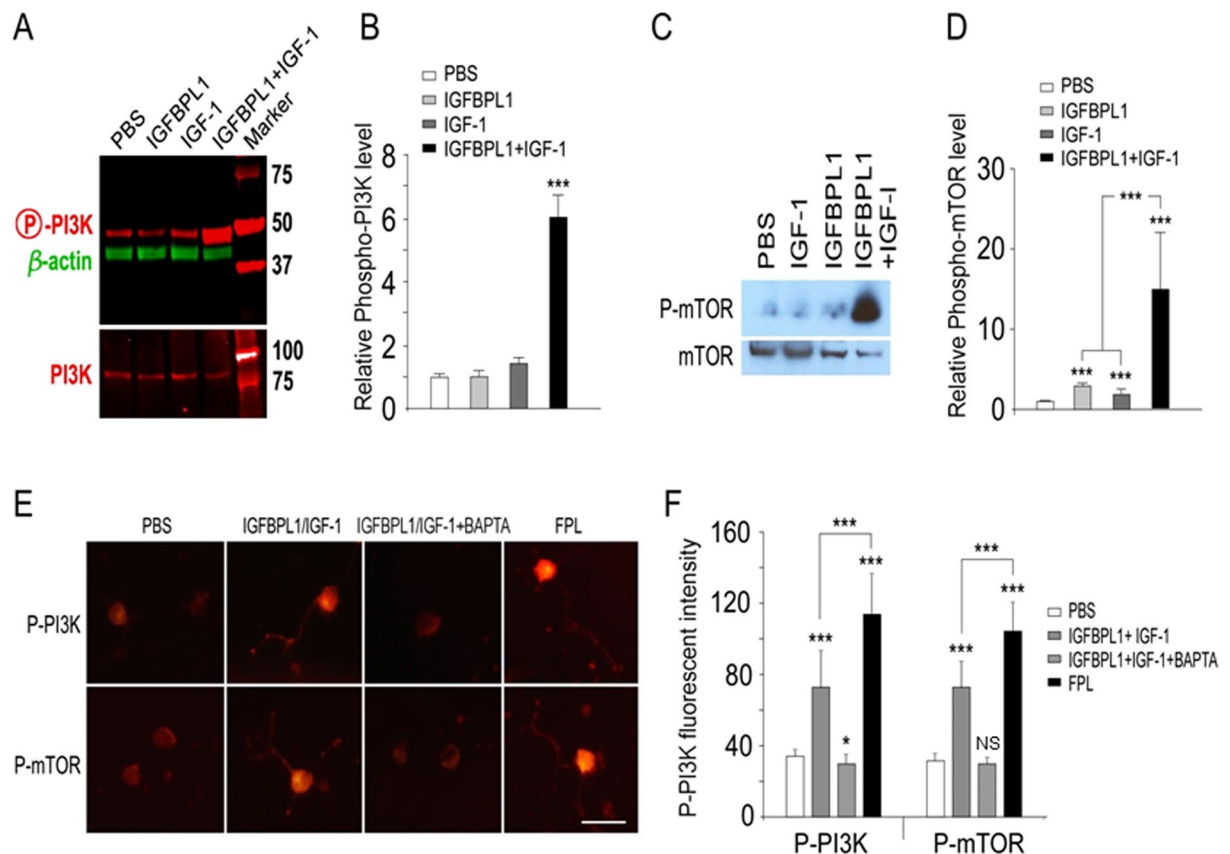 A
PBS
IGFBPL1
IGF-1
IGFBPL1+IGF-1
Marker
75
50
37
Ⓟ-PI3K
β-actin
100
75
PI3K
B
PBS
IGFBPL1
IGF-1
IGFBPL1+IGF-1
Relative Phospho-PI3K level
8
6
4
2
0
***
C
PBS
IGF-1
IGFBPL1
IGFBPL1
+IGF-I
P-mTOR
mTOR
D
PBS
IGFBPL1
IGF-1
IGFBPL1+IGF-1
Relative Phospho-mTOR level
30
20
10
0
***
***
***
***
E
PBS
IGFBPL1/IGF-1
IGFBPL1/IGF-1+BAPTA
FPL
P-PI3K
P-mTOR
F
P-PI3K fluorescent intensity
160
120
80
40
0
***
***
***
*
***
***
***
NS
PBS
IGFBPL1+ IGF-1
IGFBPL1+IGF-1+BAPTA
FPL
P-PI3K
P-mTOR